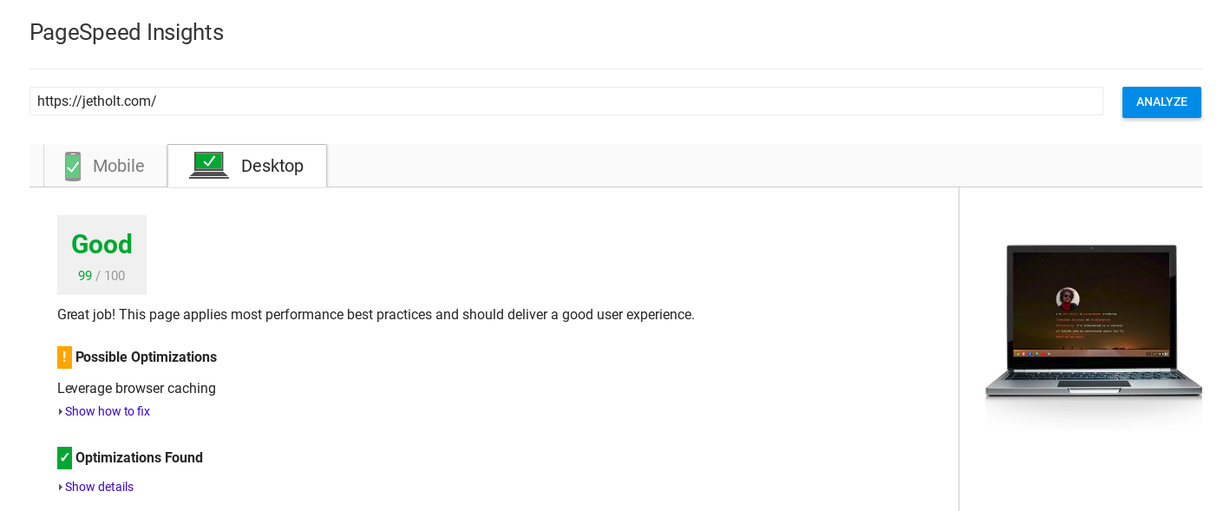 PageSpeed Insights
https://jetholt.com/
ANALYZE
Mobile
Desktop
Good
99 / 100
Great job! This page applies most performance best practices and should deliver a good user experience.
! Possible Optimizations
Leverage browser caching
Show how to fix
✓ Optimizations Found
Show details